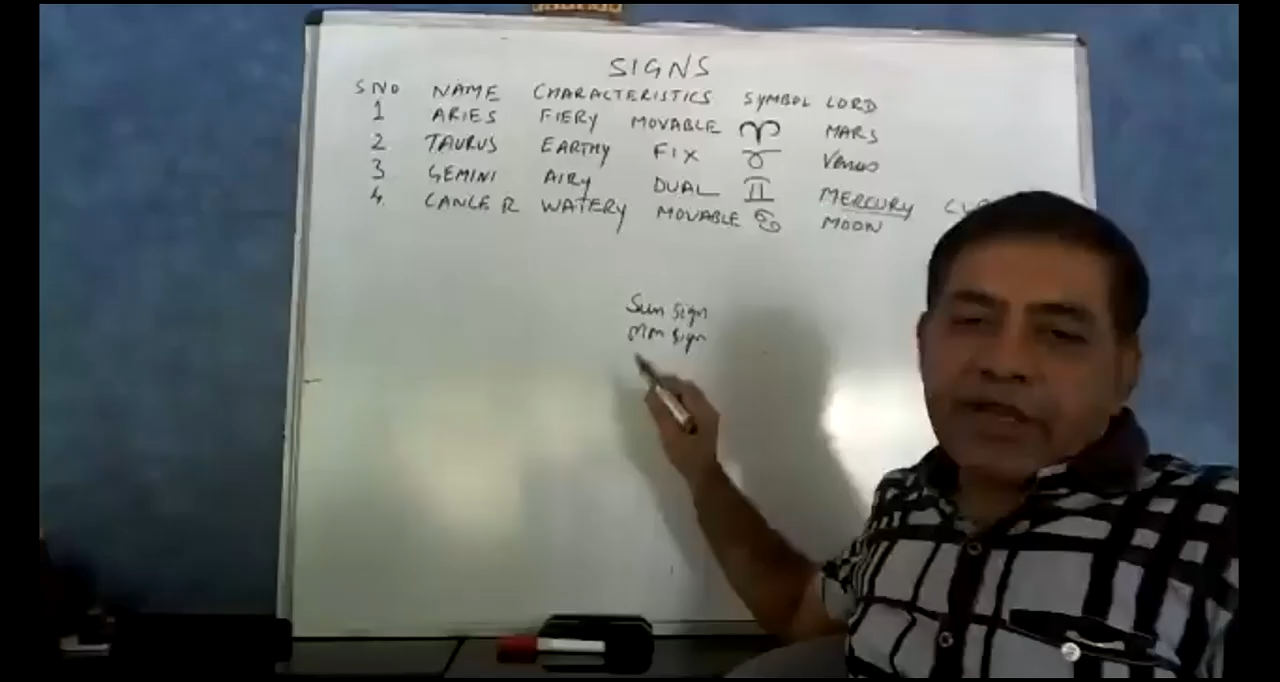 SIGNS
S NO NAME CHARACTERISTICS SYMBOL LORD
1 ARIES FIERY MOVABLE ♈ MARS
2 TAURUS EARTHY FIX ♉ Venus
3 GEMINI AIRY DUAL ♊ MERCURY
4. CANCER WATERY MOVABLE ♋ MOON
Sun sign
sign